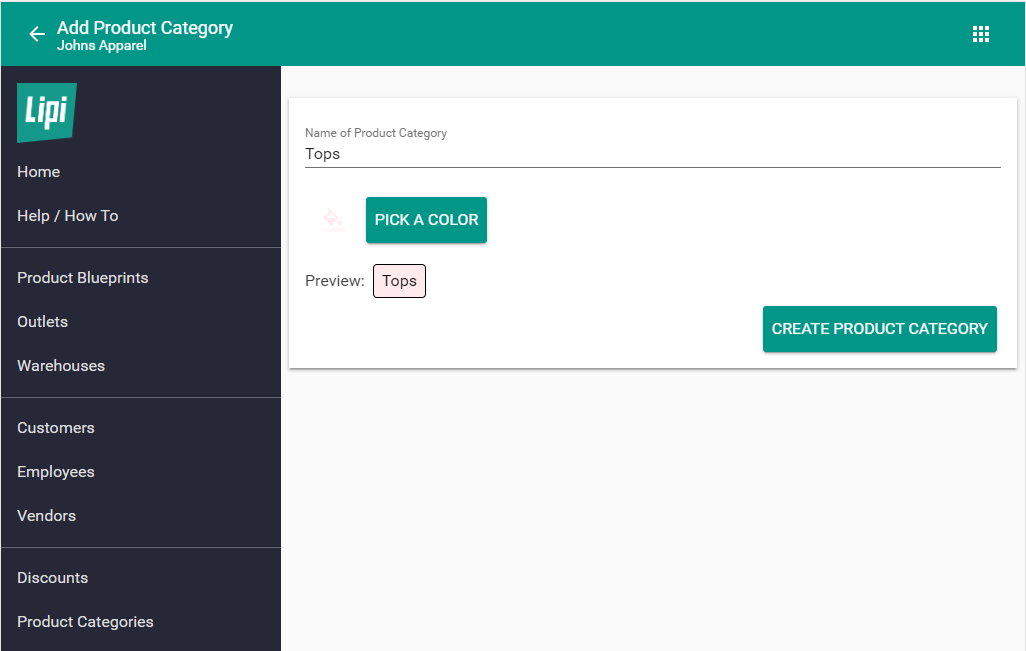 Add Product Category
Johns Apparel
Lipi
Home
Help / How To
Product Blueprints
Outlets
Warehouses
Customers
Employees
Vendors
Discounts
Product Categories
Name of Product Category
Tops
PICK A COLOR
Preview: Tops
CREATE PRODUCT CATEGORY